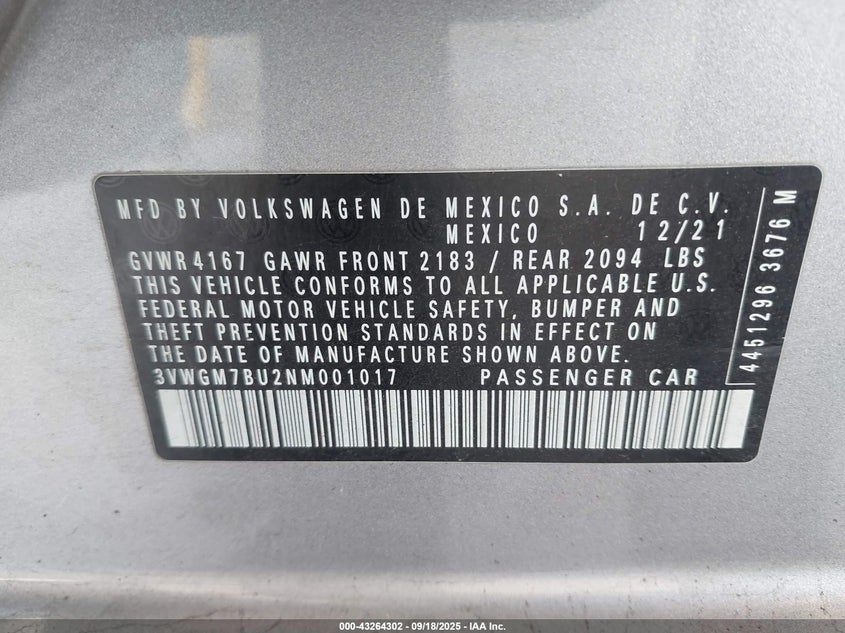 MFD BY VOLKSWAGEN DE MEXICO S.A. DE C.V.
MEXICO 12/21
GVWR 4167 GAWR FRONT 2183 / REAR 2094 LBS
THIS VEHICLE CONFORMS TO ALL APPLICABLE U.S.
FEDERAL MOTOR VEHICLE SAFETY, BUMPER AND
THEFT PREVENTION STANDARDS IN EFFECT ON
THE DATE OF MANUFACTURE SHOWN ABOVE.
3VWGM7BU2NM001017 PASSENGER CAR
4451296 3676 M
000-43264302 | 09/18/2025 - IAA Inc.